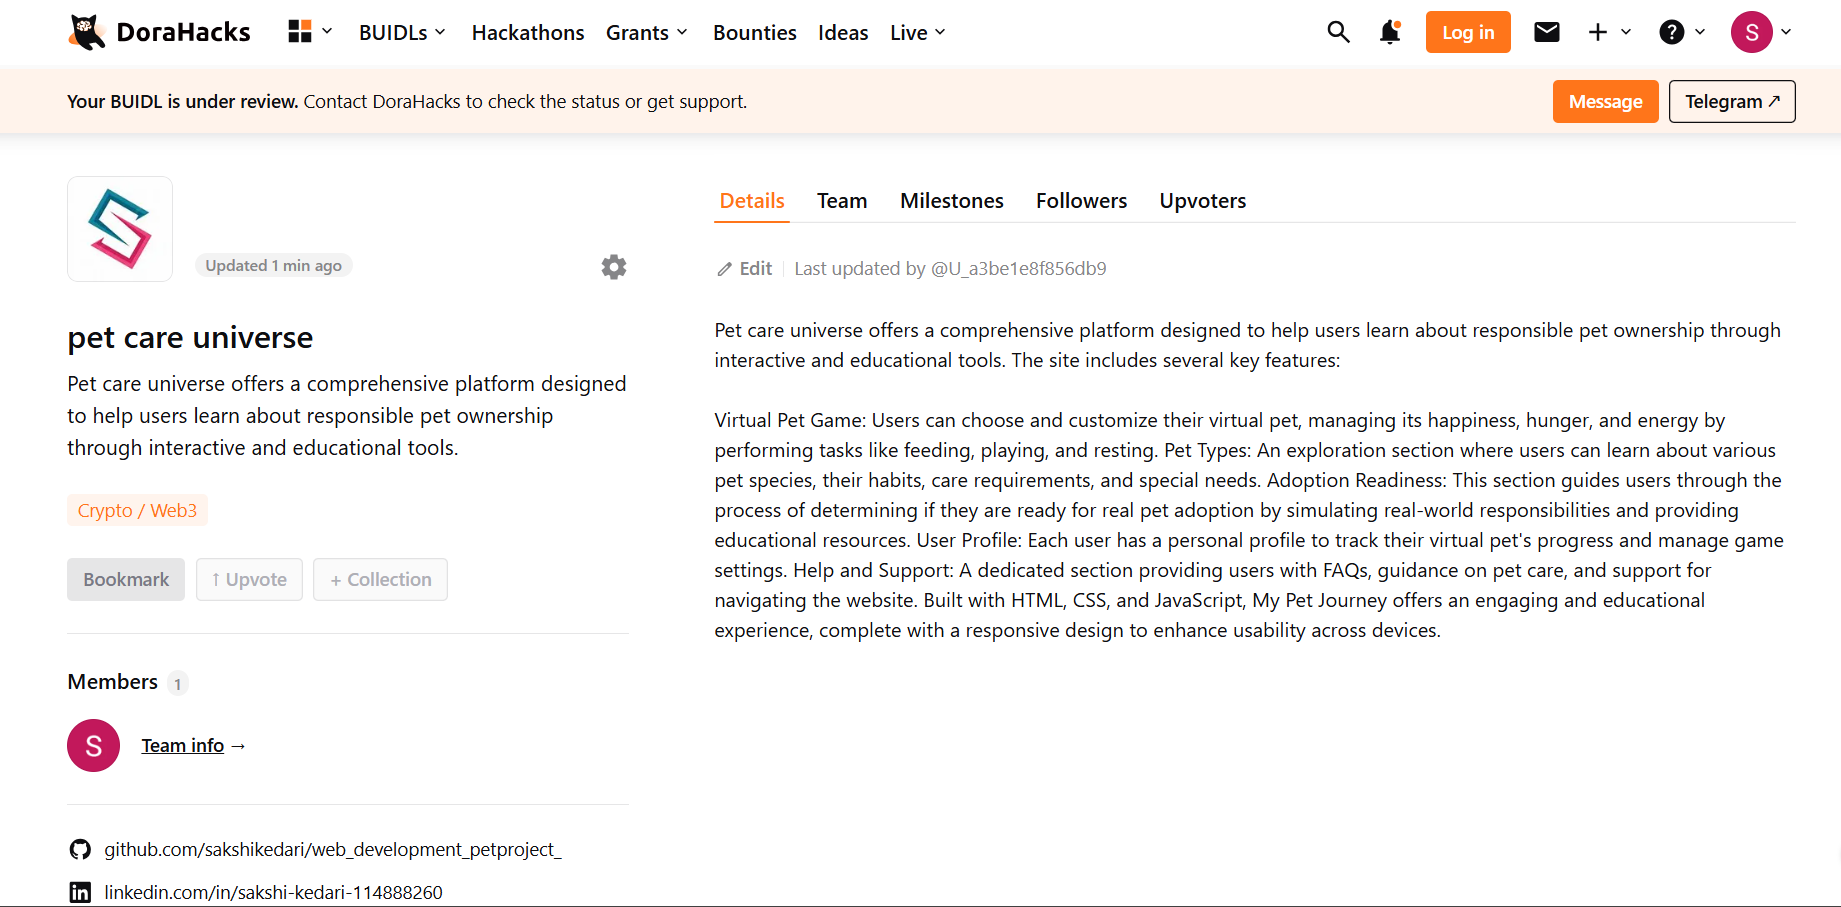 DoraHacks
BUIDLs
Hackathons
Grants
Bounties
Ideas
Live
Log in
S
Your BUIDL is under review. Contact DoraHacks to check the status or get support.
Message
Telegram ↗
Updated 1 min ago
pet care universe
Pet care universe offers a comprehensive platform designed
to help users learn about responsible pet ownership
through interactive and educational tools.
Crypto / Web3
Bookmark
↑ Upvote
+ Collection
Members 1
S
Team info →
github.com/sakshikedari/web_development_petproject_
linkedin.com/in/sakshi-kedari-114888260
Details
Team
Milestones
Followers
Upvoters
Edit
Last updated by @U_a3be1e8f856db9
Pet care universe offers a comprehensive platform designed to help users learn about responsible pet ownership through
interactive and educational tools. The site includes several key features:
Virtual Pet Game: Users can choose and customize their virtual pet, managing its happiness, hunger, and energy by
performing tasks like feeding, playing, and resting. Pet Types: An exploration section where users can learn about various
pet species, their habits, care requirements, and special needs. Adoption Readiness: This section guides users through the
process of determining if they are ready for real pet adoption by simulating real-world responsibilities and providing
educational resources. User Profile: Each user has a personal profile to track their virtual pet's progress and manage game
settings. Help and Support: A dedicated section providing users with FAQs, guidance on pet care, and support for
navigating the website. Built with HTML, CSS, and JavaScript, My Pet Journey offers an engaging and educational
experience, complete with a responsive design to enhance usability across devices.